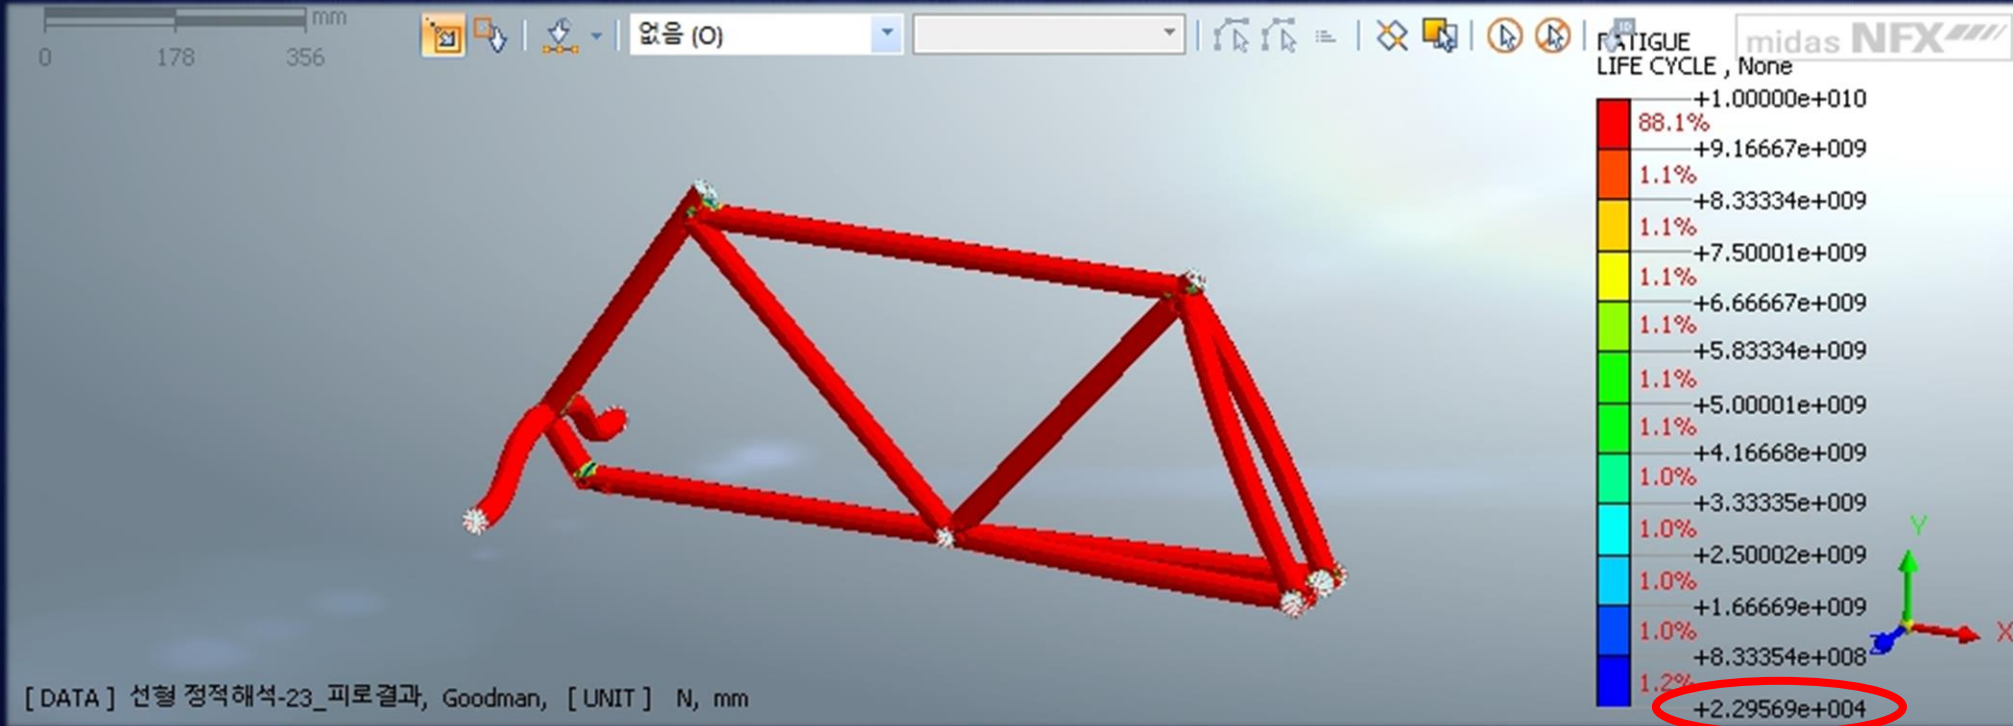 mm
0 178 356
없음 (O)
midas NFX
FATIGUE
LIFE CYCLE , None
+1.00000e+010
88.1%
+9.16667e+009
1.1%
+8.33334e+009
1.1%
+7.50001e+009
1.1%
+6.66667e+009
1.1%
+5.83334e+009
1.1%
+5.00001e+009
1.1%
+4.16668e+009
1.0%
+3.33335e+009
1.0%
+2.50002e+009
1.0%
+1.66669e+009
1.0%
+8.33354e+008
1.2%
+2.29569e+004
Y
X
[ DATA ] 선형 정적해석-23_피로결과, Goodman, [ UNIT ] N, mm